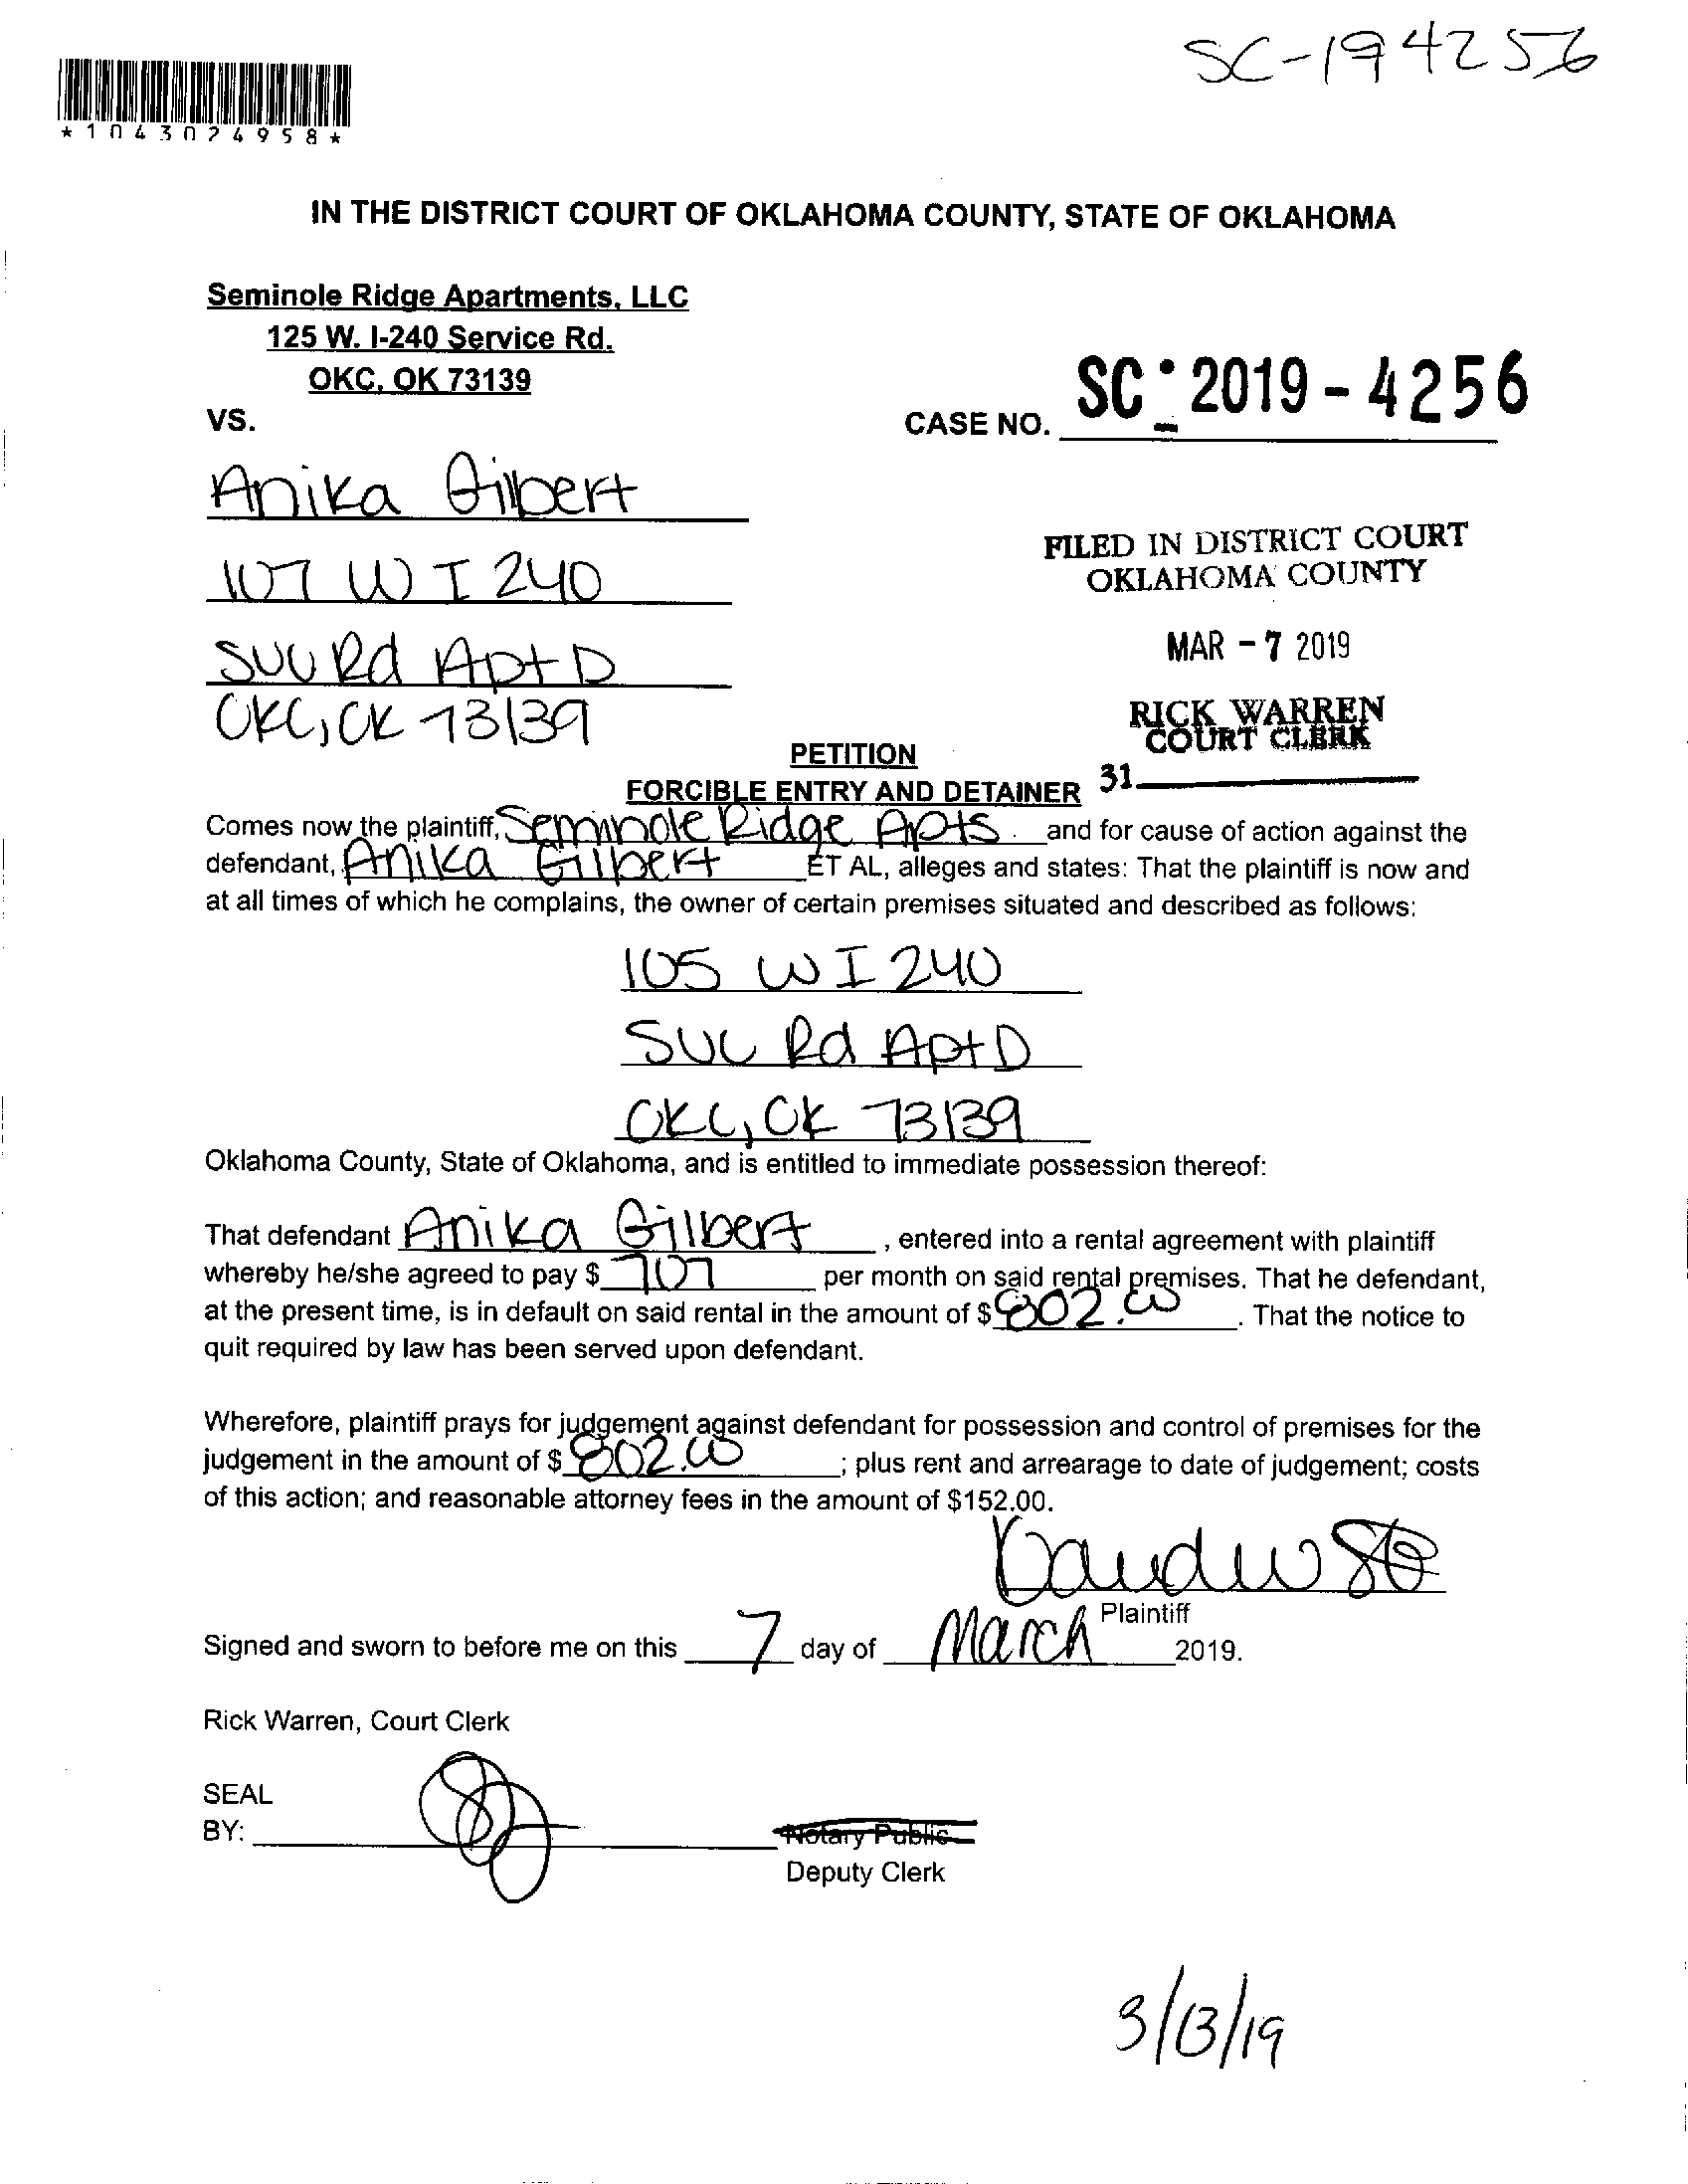 SC-194256
*1043024958*
IN THE DISTRICT COURT OF OKLAHOMA COUNTY, STATE OF OKLAHOMA
Seminole Ridge Apartments, LLC
125 W. I-240 Service Rd.
OKC, OK 73139
VS.
CASE NO. SC-2019-4256
Anika Gilbert
107 W I 240
SVC Rd Apt D
OKC, OK 73139
FILED IN DISTRICT COURT
OKLAHOMA COUNTY
MAR - 7 2019
RICK WARREN
COURT CLERK
31
PETITION
FORCIBLE ENTRY AND DETAINER
Comes now the plaintiff, Seminole Ridge Apts. and for cause of action against the
defendant, Anika Gilbert ET AL, alleges and states: That the plaintiff is now and
at all times of which he complains, the owner of certain premises situated and described as follows:
105 W I 240
SVC Rd Apt D
OKC, OK 73139
Oklahoma County, State of Oklahoma, and is entitled to immediate possession thereof:
That defendant Anika Gilbert, entered into a rental agreement with plaintiff
whereby he/she agreed to pay $ 707 per month on said rental premises. That he defendant,
at the present time, is in default on said rental in the amount of $ 802.00. That the notice to
quit required by law has been served upon defendant.
Wherefore, plaintiff prays for judgement against defendant for possession and control of premises for the
judgement in the amount of $ 802.00; plus rent and arrearage to date of judgement; costs
of this action; and reasonable attorney fees in the amount of $152.00.
Plaintiff
Signed and sworn to before me on this 7 day of March 2019.
Rick Warren, Court Clerk
SEAL
BY:
Notary Public
Deputy Clerk
3/13/19